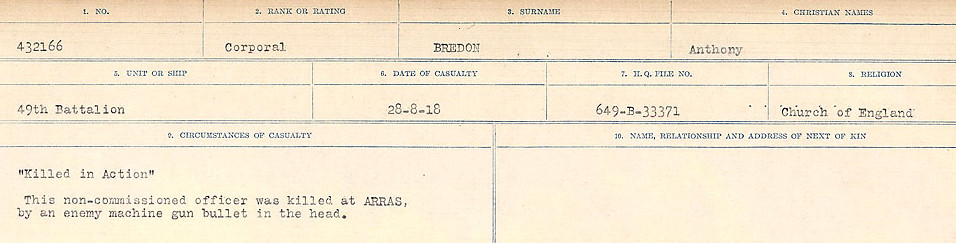 1. NO. 2. RANK OR RATING 3. SURNAME 4. CHRISTIAN NAMES
432166 Corporal BREDON Anthony
5. UNIT OR SHIP 6. DATE OF CASUALTY 7. H.Q. FILE NO. 8. RELIGION
49th Battalion 28-8-18 649-B-33371 Church of England
9. CIRCUMSTANCES OF CASUALTY 10. NAME, RELATIONSHIP AND ADDRESS OF NEXT OF KIN
"Killed in Action"
This non-commissioned officer was killed at ARRAS,
by an enemy machine gun bullet in the head.